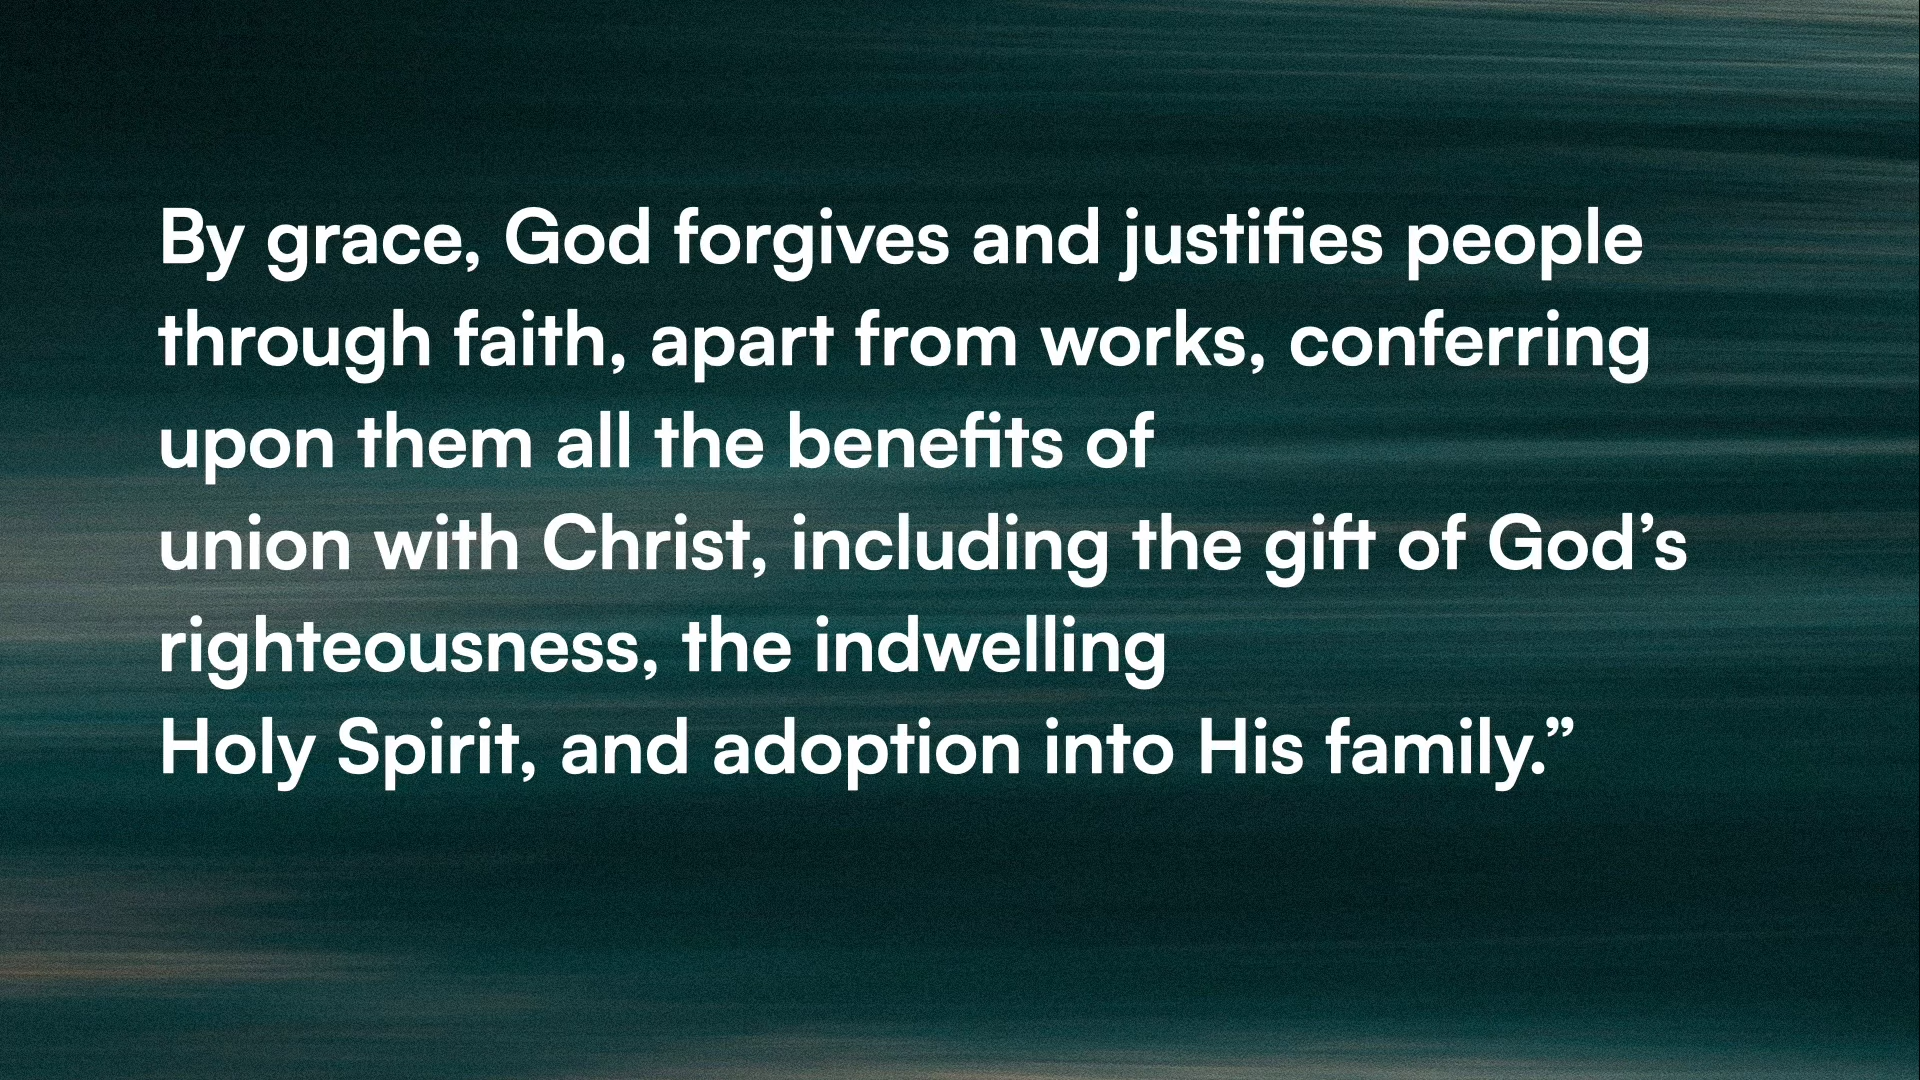 By grace, God forgives and justifies people
through faith, apart from works, conferring
upon them all the benefits of
union with Christ, including the gift of God’s
righteousness, the indwelling
Holy Spirit, and adoption into His family.”